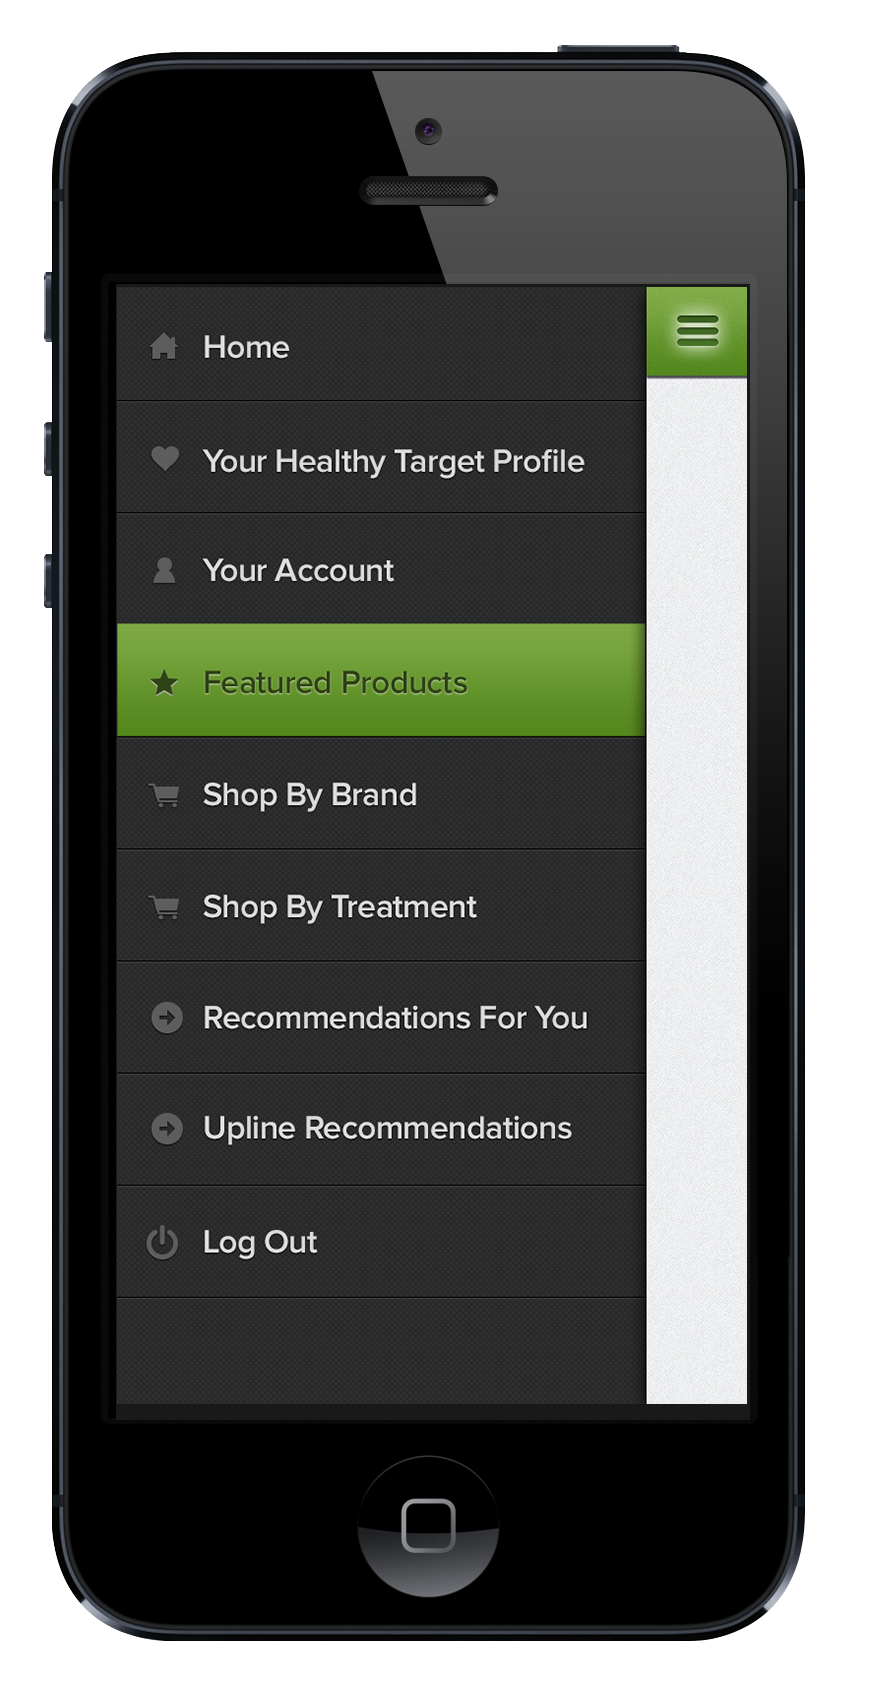 Home
Your Healthy Target Profile
Your Account
Featured Products
Shop By Brand
Shop By Treatment
Recommendations For You
Upline Recommendations
Log Out